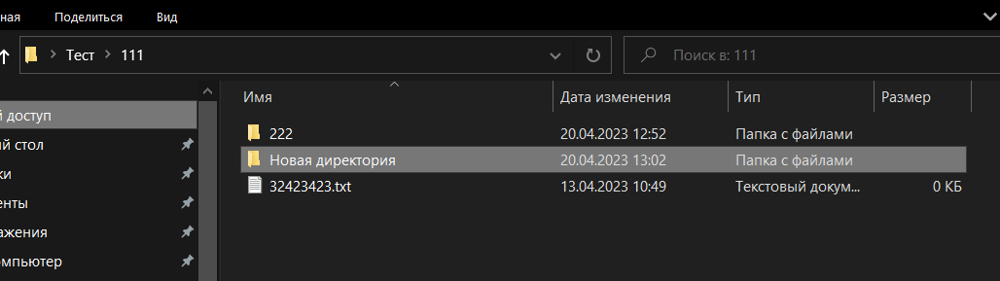 ная Поделиться Вид
Тест 111 Поиск в: 111
Имя Дата изменения Тип Размер
й доступ
222 20.04.2023 12:52 Папка с файлами
ий стол
Новая директория 20.04.2023 13:02 Папка с файлами
ки
32423423.txt 13.04.2023 10:49 Текстовый докум... 0 КБ
енты
ажения
омпьютер